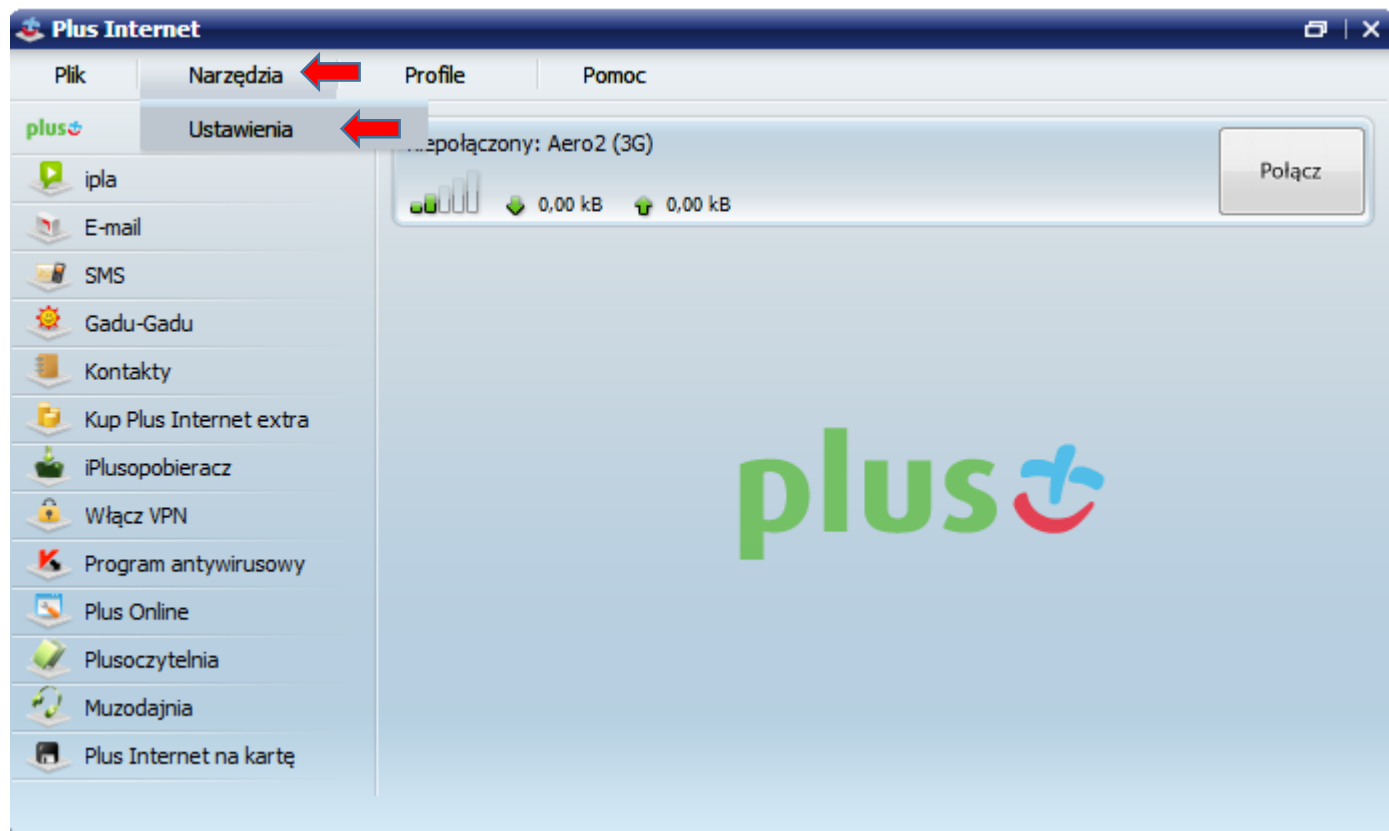 Plus Internet
Plik Narzędzia Profile Pomoc
plus Ustawienia
Niepołączony: Aero2 (3G)
Połącz
0,00 kB 0,00 kB
ipla
E-mail
SMS
Gadu-Gadu
Kontakty
Kup Plus Internet extra
iPlusopobieracz
Włącz VPN
Program antywirusowy
Plus Online
Plusoczytelnia
Muzodajnia
Plus Internet na kartę
plus